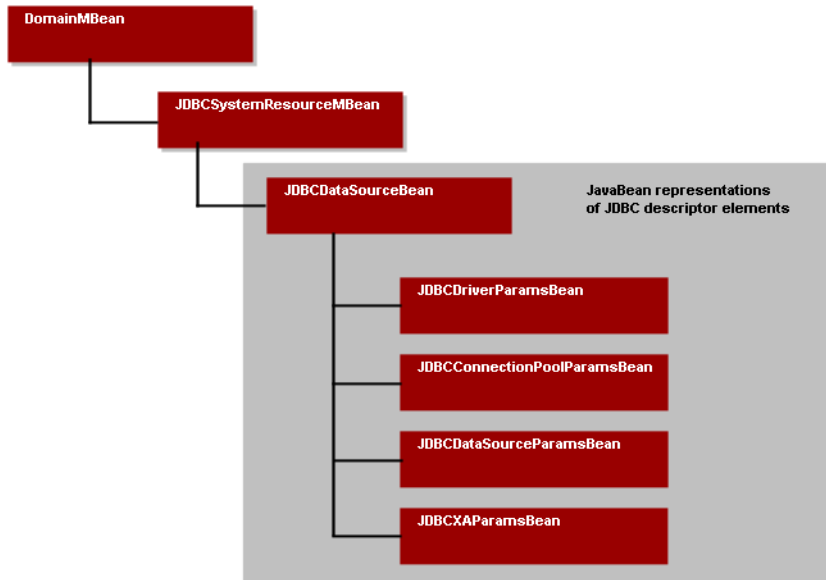 DomainMBean
JDBCSystemResourceMBean
JDBCDataSourceBean
JavaBean representations
of JDBC descriptor elements
JDBCDriverParamsBean
JDBCConnectionPoolParamsBean
JDBCDataSourceParamsBean
JDBCXAParamsBean